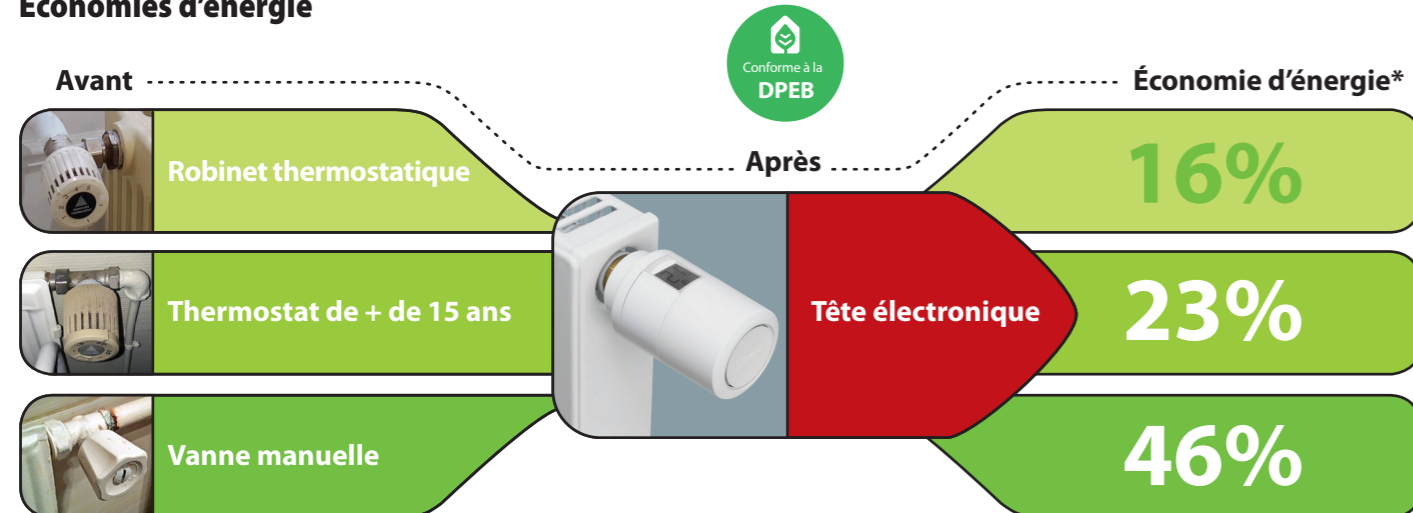 Économies d'énergie
Conforme à la
DPEB
Avant
Économie d'énergie*
Après
Robinet thermostatique
16%
Thermostat de + de 15 ans
Tête électronique
23%
Vanne manuelle
46%